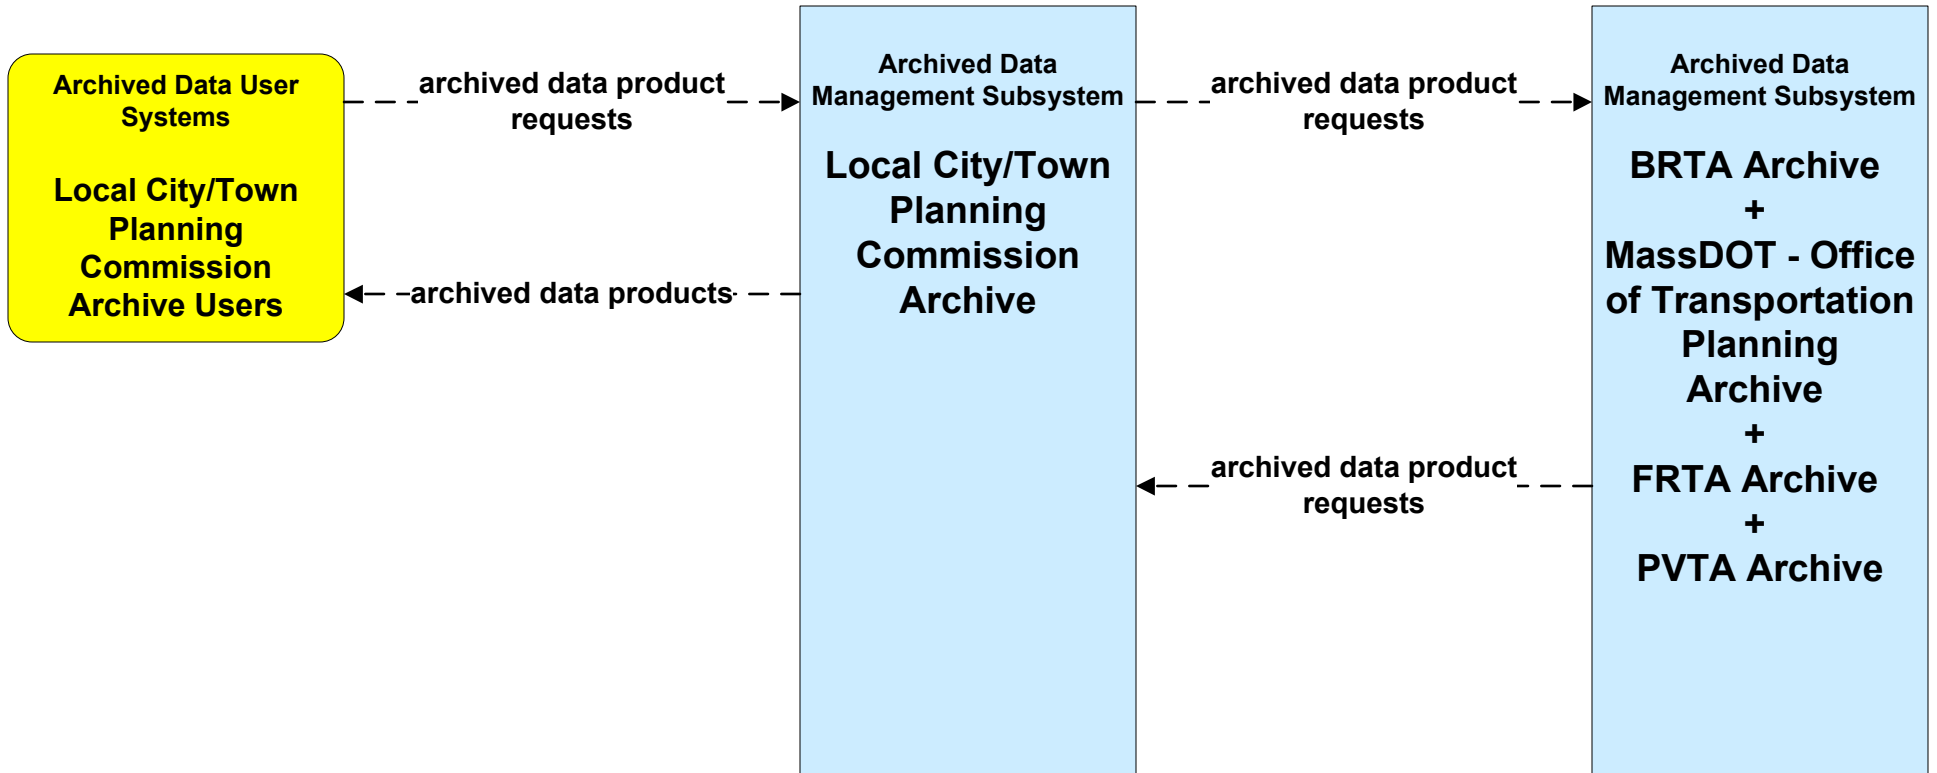 Archived Data User
Systems
Local City/Town
Planning
Commission
Archive Users
archived data product
requests
archived data products
Archived Data
Management Subsystem
Local City/Town
Planning
Commission
Archive
archived data product
requests
archived data product
requests
Archived Data
Management Subsystem
BRTA Archive
+
MassDOT - Office
of Transportation
Planning
Archive
+
FRTA Archive
+
PVTA Archive